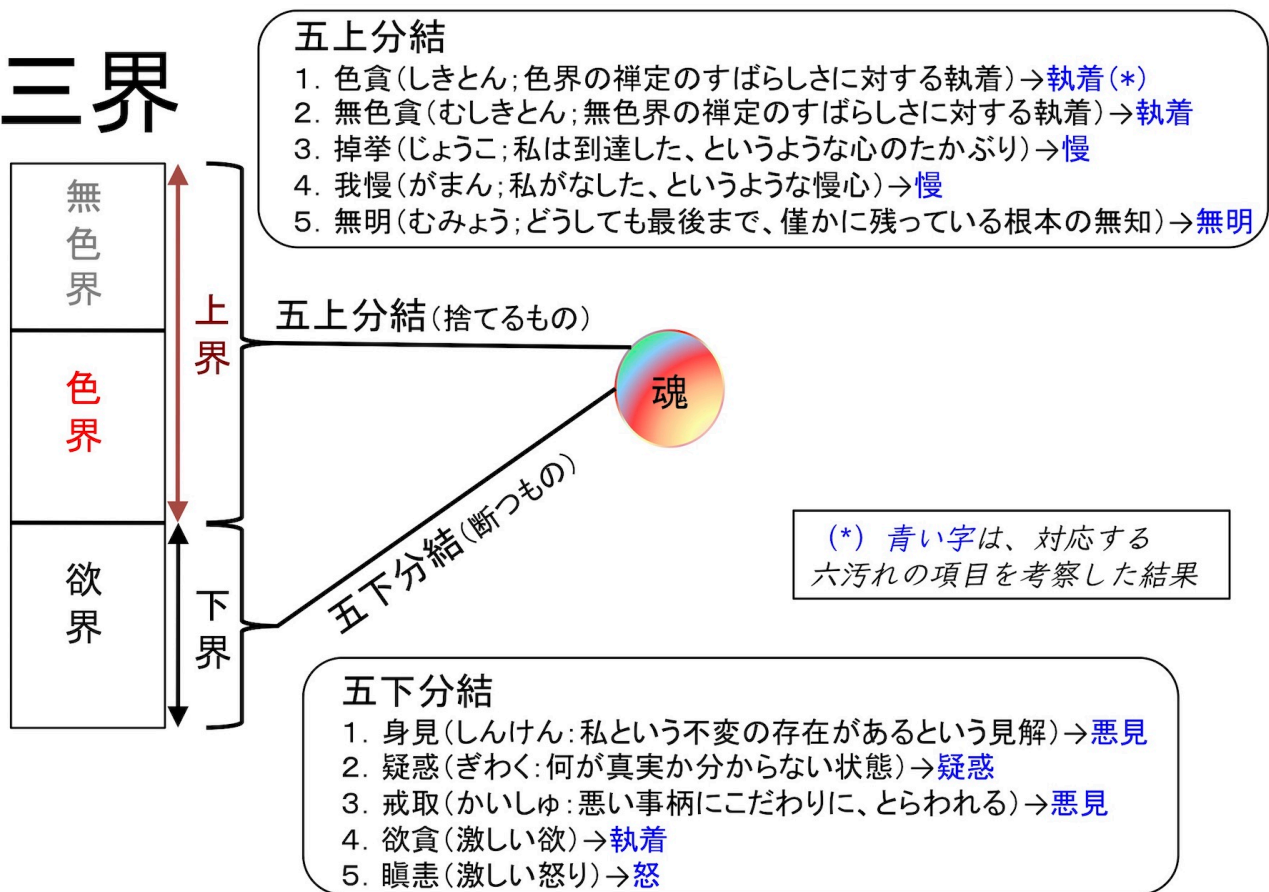 三界
五上分結
1. 色貪(しきとん;色界の禅定のすばらしさに対する執着)→執着(*)
2. 無色貪(むしきとん;無色界の禅定のすばらしさに対する執着)→執着
3. 掉挙(じょうこ;私は到達した、というような心のたかぶり)→慢
4. 我慢(がまん;私がなした、というような慢心)→慢
5. 無明(むみょう;どうしても最後まで、僅かに残っている根本の無知)→無明
無色界
色界
欲界
上界
下界
五上分結(捨てるもの)
魂
五下分結(断つもの)
(*) 青い字は、対応する
六汚れの項目を考察した結果
五下分結
1. 身見(しんけん:私という不変の存在があるという見解)→悪見
2. 疑惑(ぎわく:何が真実か分からない状態)→疑惑
3. 戒取(かいしゅ:悪い事柄にこだわりに、とらわれる)→悪見
4. 欲貪(激しい欲)→執着
5. 瞋恚(激しい怒り)→怒